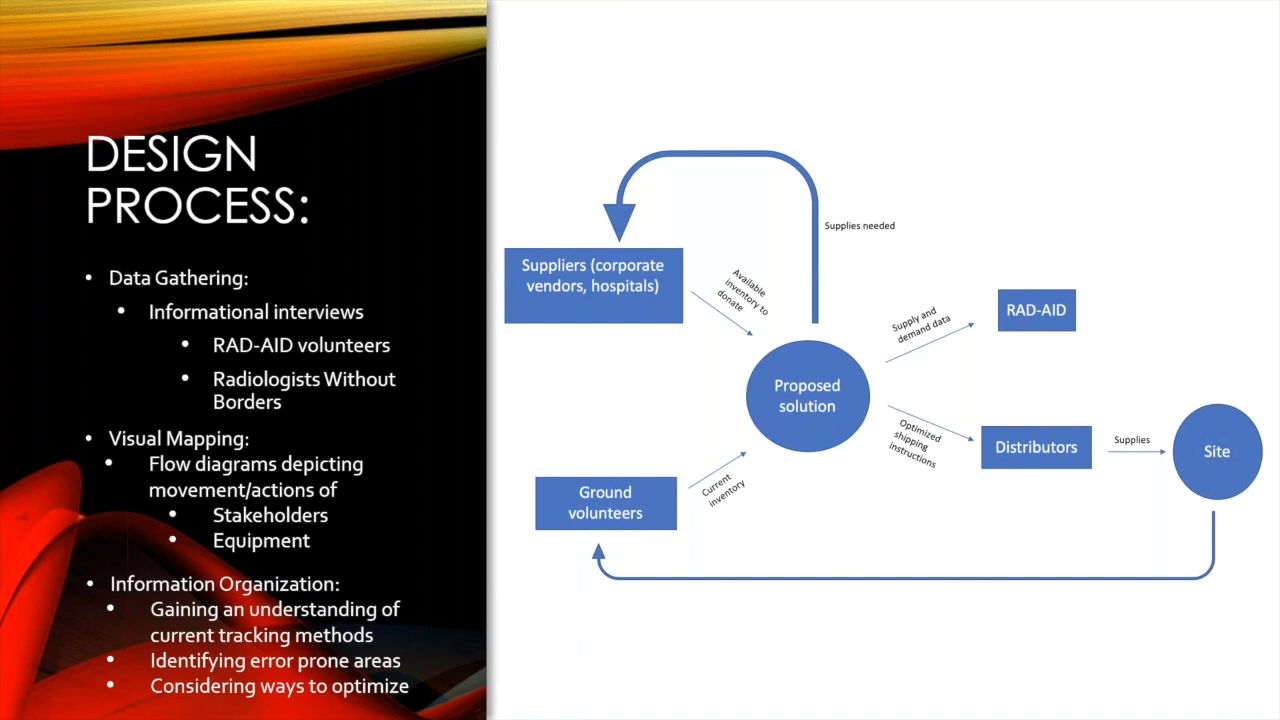 DESIGN
PROCESS:
• Data Gathering:
• Informational interviews
• RAD-AID volunteers
• Radiologists Without
Borders
• Visual Mapping:
• Flow diagrams depicting
movement/actions of
• Stakeholders
• Equipment
• Information Organization:
• Gaining an understanding of
current tracking methods
• Identifying error prone areas
• Considering ways to optimize
Supplies needed
Suppliers (corporate
vendors, hospitals)
Available
inventory to
donate
Supply and
demand data
RAD-AID
Proposed
solution
Optimized
shipping
instructions
Distributors
Supplies
Site
Current
inventory
Ground
volunteers